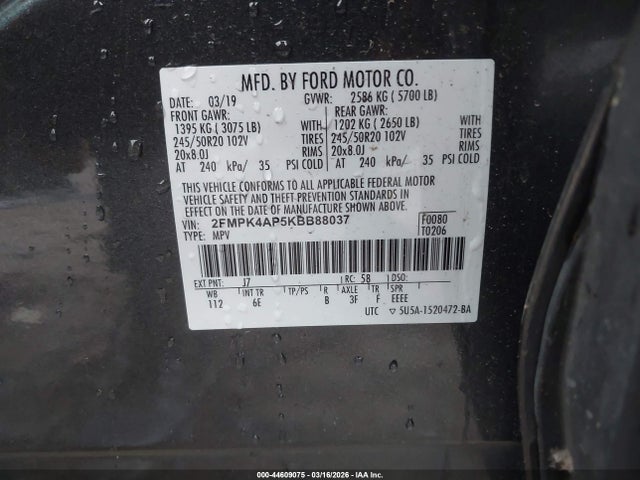 MFD. BY FORD MOTOR CO.
DATE: 03/19 GVWR: 2586 KG ( 5700 LB)
FRONT GAWR: REAR GAWR:
1395 KG ( 3075 LB) WITH 1202 KG ( 2650 LB) WITH
245/50R20 102V TIRES 245/50R20 102V TIRES
20x8.0J RIMS 20x8.0J RIMS
AT 240 kPa/ 35 PSI COLD AT 240 kPa/ 35 PSI COLD
THIS VEHICLE CONFORMS TO ALL APPLICABLE FEDERAL MOTOR
VEHICLE SAFETY AND THEFT PREVENTION STANDARDS IN
EFFECT ON THE DATE OF MANUFACTURE SHOWN ABOVE.
VIN: 2FMPK4AP5KBB88037 F0080
TYPE: MPV T0206
EXT PNT: J7 RC: 5B DSO:
WB INT TR TP/PS R AXLE TR SPR
112 6E B 3F F EEEE
UTC ▽ 5U5A-1520472-BA
000-44609075 - 03/16/2026 - IAAI.COM